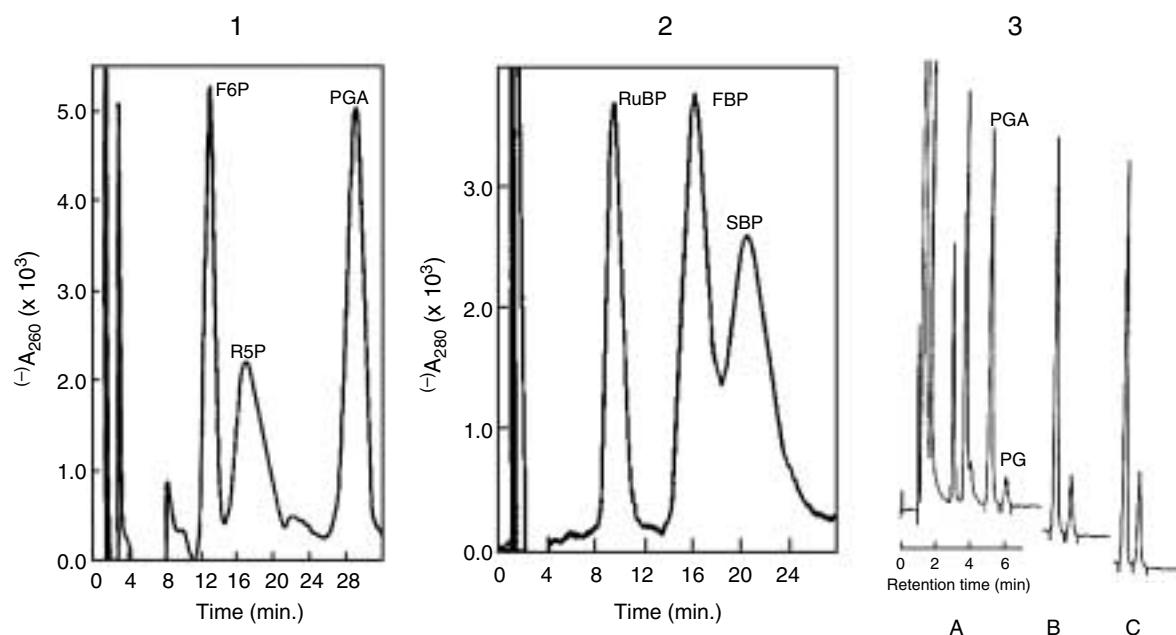 1
F6P
PGA
R5P
5.0
4.0
3.0
2.0
1.0
0.0
(–)A260 (x 10³)
0 4 8 12 16 20 24 28
Time (min.)
2
RuBP
FBP
SBP
3.0
2.0
1.0
0.0
(–)A280 (x 10³)
0 4 8 12 16 20 24
Time (min.)
3
PGA
PG
0 2 4 6
Retention time (min)
A B C